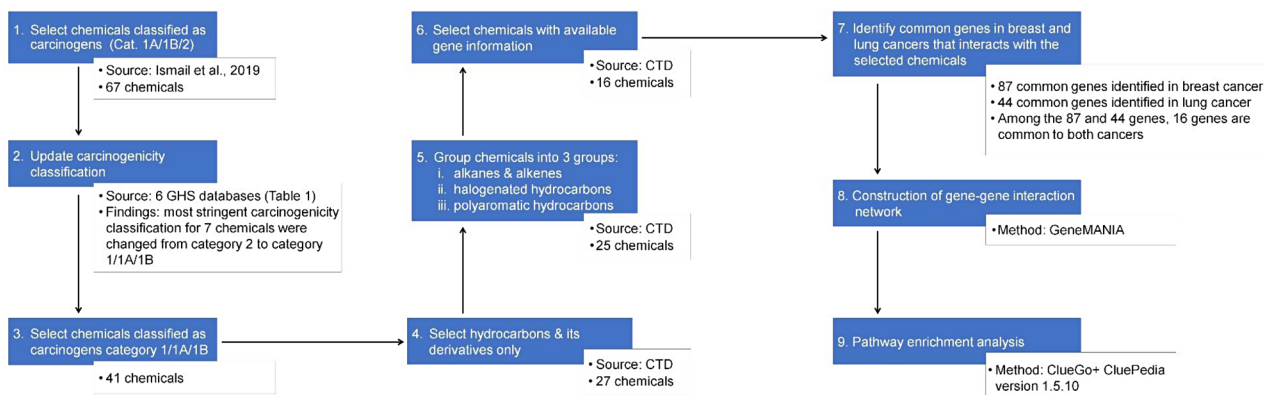 1. Select chemicals classified as
carcinogens (Cat. 1A/1B/2)
• Source: Ismail et al., 2019
• 67 chemicals
2. Update carcinogenicity
classification
• Source: 6 GHS databases (Table 1)
• Findings: most stringent carcinogenicity
classification for 7 chemicals were
changed from category 2 to category
1/1A/1B
3. Select chemicals classified as
carcinogens category 1/1A/1B
• 41 chemicals
4. Select hydrocarbons & its
derivatives only
• Source: CTD
• 27 chemicals
5. Group chemicals into 3 groups:
i. alkanes & alkenes
ii. halogenated hydrocarbons
iii. polyaromatic hydrocarbons
• Source: CTD
• 25 chemicals
6. Select chemicals with available
gene information
• Source: CTD
• 16 chemicals
7. Identify common genes in breast and
lung cancers that interacts with the
selected chemicals
• 87 common genes identified in breast cancer
• 44 common genes identified in lung cancer
• Among the 87 and 44 genes, 16 genes are
common to both cancers
8. Construction of gene-gene interaction
network
• Method: GeneMANIA
9. Pathway enrichment analysis
• Method: ClueGo+ CluePedia
version 1.5.10